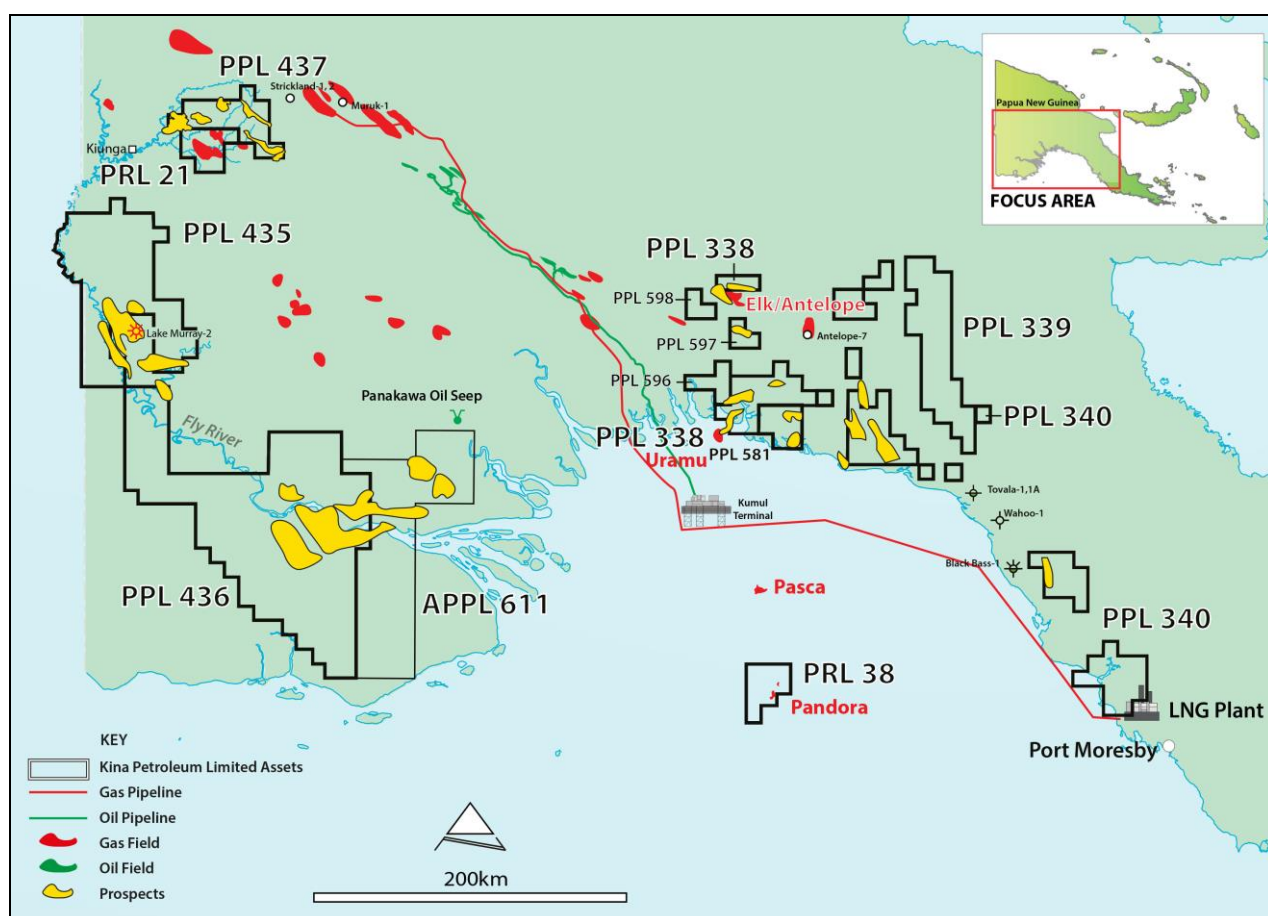 PPL 437
Strickland-1, 2
Muruk-1
Papua New Guinea
FOCUS AREA
Kiunga
PRL 21
PPL 435
PPL 338
PPL 598
Elk/Antelope
PPL 597
Antelope-7
PPL 339
Lake Murray-2
PPL 596
Panakawa Oil Seep
PPL 340
Fly River
PPL 338
PPL 581
Uramu
Kumul
Terminal
Tovala-1,1A
Wahoo-1
Black Bass-1
PPL 436
APPL 611
Pasca
PPL 340
PRL 38
Pandora
LNG Plant
Port Moresby
KEY
Kina Petroleum Limited Assets
Gas Pipeline
Oil Pipeline
Gas Field
Oil Field
Prospects
200km